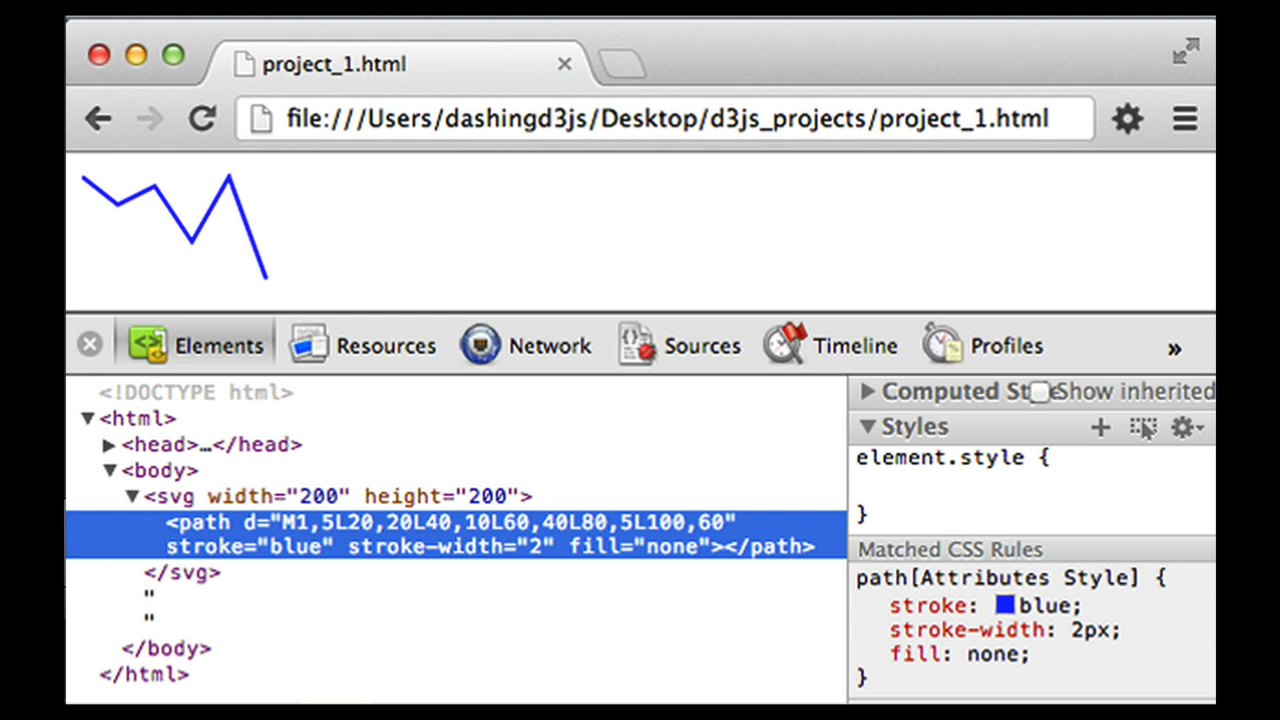 project_1.html
file:///Users/dashingd3js/Desktop/d3js_projects/project_1.html
Elements Resources Network Sources Timeline Profiles »
<!DOCTYPE html>
<html>
<head>…</head>
<body>
<svg width="200" height="200">
<path d="M1,5L20,20L40,10L60,40L80,5L100,60"
stroke="blue" stroke-width="2" fill="none"></path>
</svg>
"
"
</body>
</html>
Computed Show inherited
Styles
element.style {
}
Matched CSS Rules
path[Attributes Style] {
stroke: blue;
stroke-width: 2px;
fill: none;
}